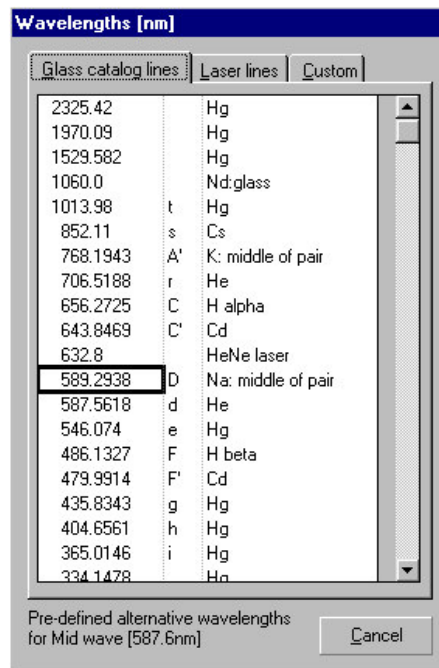 Wavelengths [nm]
Glass catalog lines Laser lines Custom
2325.42 Hg
1970.09 Hg
1529.582 Hg
1060.0 Nd:glass
1013.98 t Hg
852.11 s Cs
768.1943 A' K: middle of pair
706.5188 r He
656.2725 C H alpha
643.8469 C' Cd
632.8 HeNe laser
589.2938 D Na: middle of pair
587.5618 d He
546.074 e Hg
486.1327 F H beta
479.9914 F' Cd
435.8343 g Hg
404.6561 h Hg
365.0146 i Hg
334.1478 Hg
Pre-defined alternative wavelengths
for Mid wave [587.6nm]
Cancel